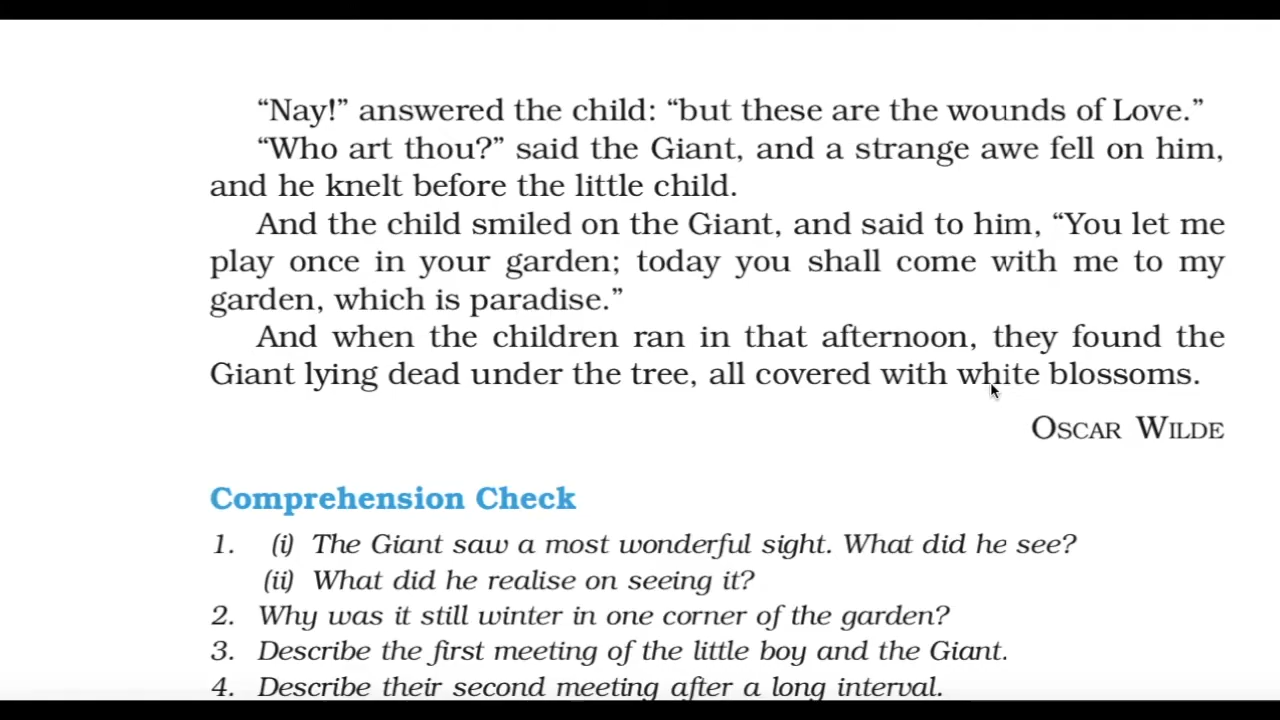 “Nay!” answered the child: “but these are the wounds of Love.”
“Who art thou?” said the Giant, and a strange awe fell on him,
and he knelt before the little child.
And the child smiled on the Giant, and said to him, “You let me
play once in your garden; today you shall come with me to my
garden, which is paradise.”
And when the children ran in that afternoon, they found the
Giant lying dead under the tree, all covered with white blossoms.
OSCAR WILDE
Comprehension Check
1. (i) The Giant saw a most wonderful sight. What did he see?
(ii) What did he realise on seeing it?
2. Why was it still winter in one corner of the garden?
3. Describe the first meeting of the little boy and the Giant.
4. Describe their second meeting after a long interval.